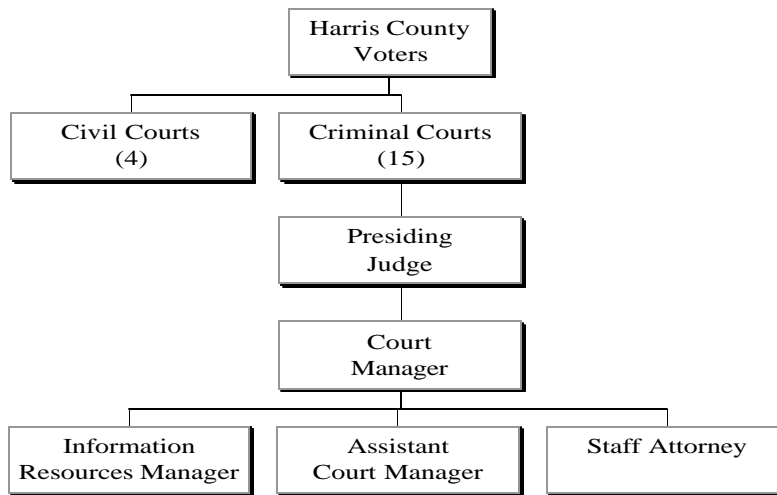 Harris County
Voters
Civil Courts
(4)
Criminal Courts
(15)
Presiding
Judge
Court
Manager
Information
Resources Manager
Assistant
Court Manager
Staff Attorney